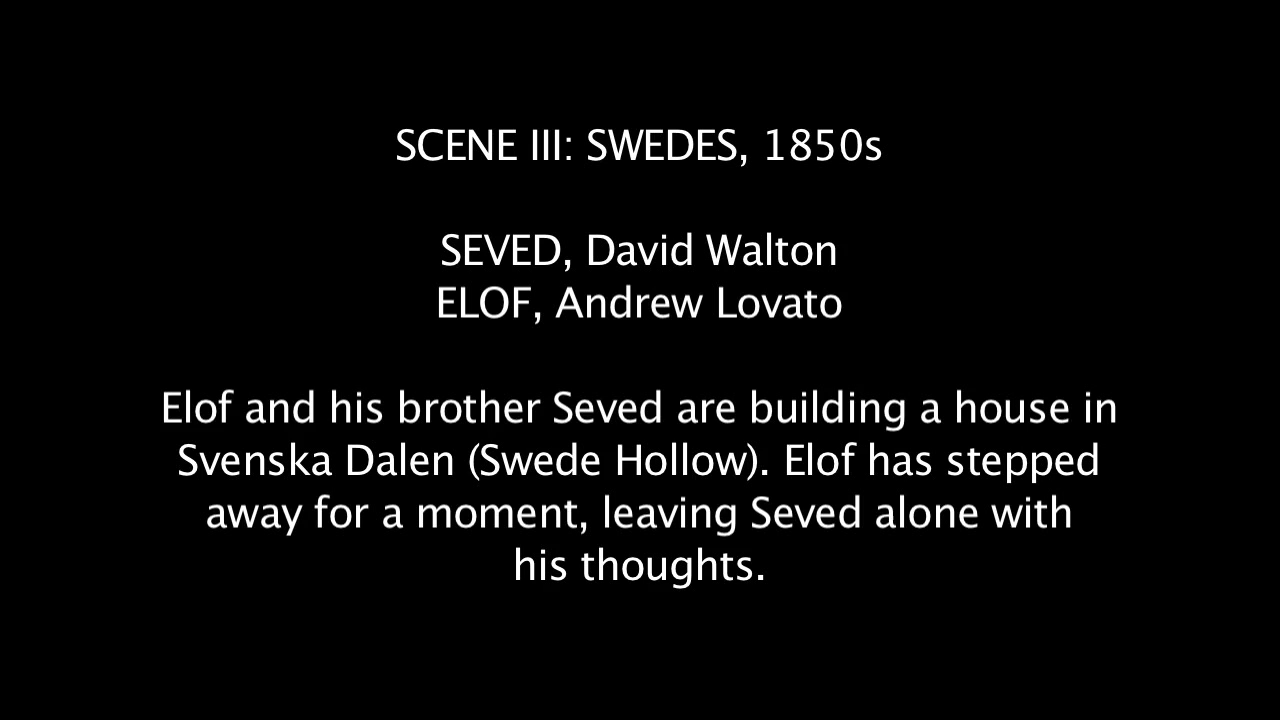 SCENE III: SWEDES, 1850s
SEVED, David Walton
ELOF, Andrew Lovato
Elof and his brother Seved are building a house in
Svenska Dalen (Swede Hollow). Elof has stepped
away for a moment, leaving Seved alone with
his thoughts.